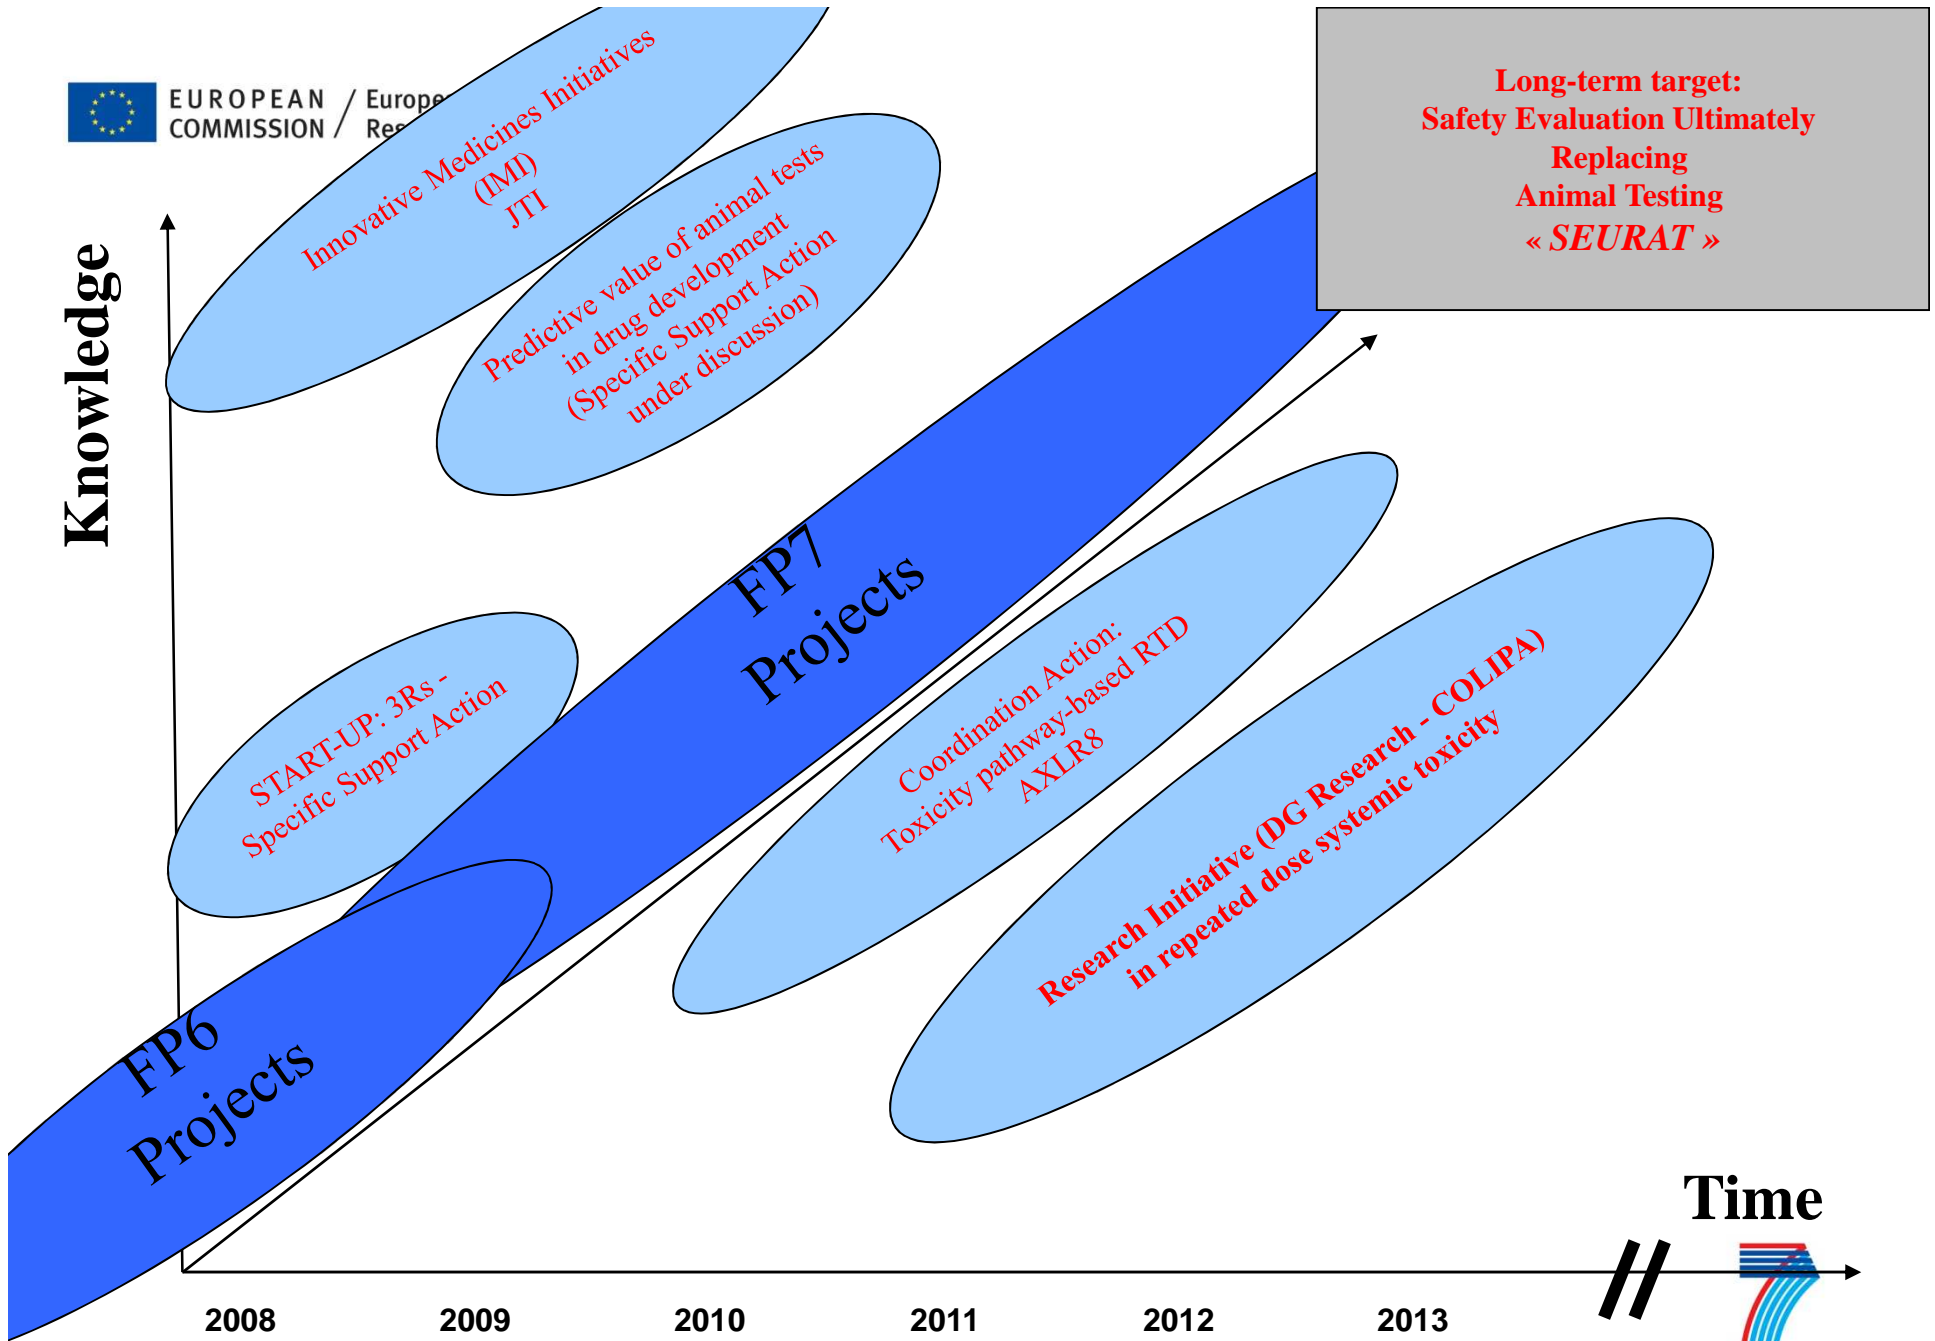 EUROPEAN
COMMISSION
Innovative Medicines Initiatives
(IMI)
JTI
Long-term target:
Safety Evaluation Ultimately
Replacing
Animal Testing
« SEURAT »
Predictive value of animal tests
in drug development
(Specific Support Action
under discussion)
Knowledge
FP7
Projects
START-UP: 3Rs -
Specific Support Action
Coordination Action:
Toxicity pathway-based RTD
AXLR8
Research Initiative (DG Research - COLIPA)
in repeated dose systemic toxicity
FP6
Projects
Time
2008 2009 2010 2011 2012 2013